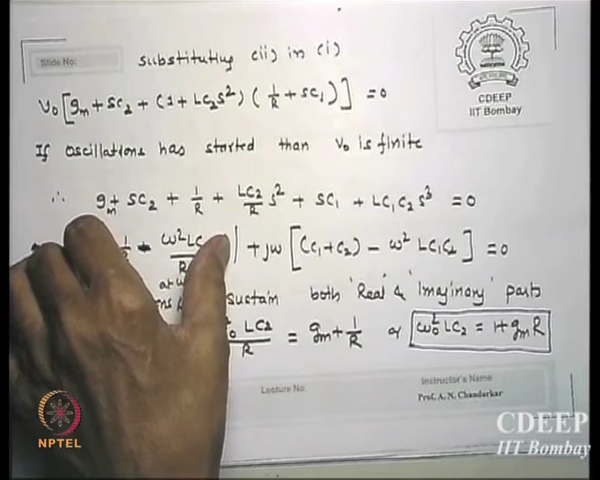 Slide No:
substituting (ii) in (i)
CDEEP
IIT Bombay
V₀[gₘ + SC₂ + (1 + LC₂S²)(1/R + SC₁)] = 0
If oscillations has started than V₀ is finite
∴ gₘ + SC₂ + 1/R + LC₂/R S² + SC₁ + LC₁C₂S³ = 0
- ω²LC₂/R] + jω[(C₁+C₂) - ω² LC₁C₂] = 0
sustain both 'Real' & 'Imaginary' parts
LC₂/R = gₘ + 1/R or ω₀²LC₂ = 1 + gₘR
Lecture No.
Instructor's Name
Prof. A. N. Chandorkar
NPTEL
CDEEP
IIT Bombay